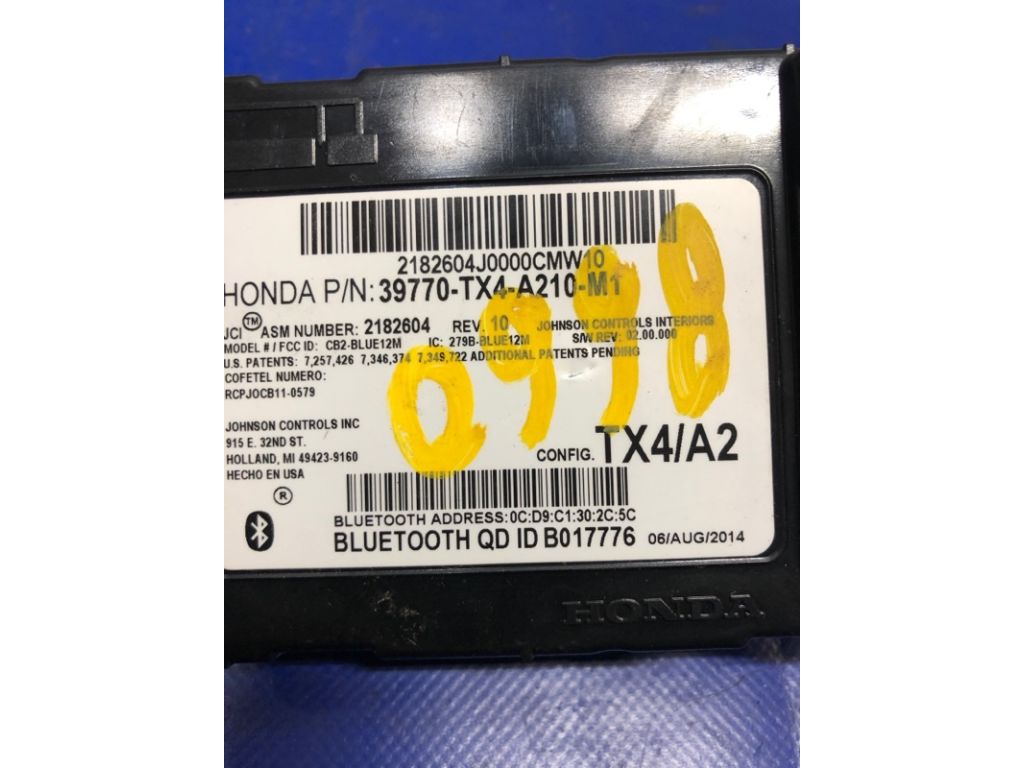 2182604J0000CMW10
HONDA P/N: 39770-TX4-A210-M1
JCI™ ASM NUMBER: 2182604 REV. 10 JOHNSON CONTROLS INTERIORS
MODEL # / FCC ID: CB2-BLUE12M IC: 279B-BLUE12M S/W REV: 02.00.000
U.S. PATENTS: 7,257,426 7,346,374 7,349,722 ADDITIONAL PATENTS PENDING
COFETEL NUMERO:
RCPJOCB11-0579
0998
JOHNSON CONTROLS INC
915 E. 32ND ST.
HOLLAND, MI 49423-9160
HECHO EN USA
CONFIG. TX4/A2
®
BLUETOOTH ADDRESS:0C:D9:C1:30:2C:5C
BLUETOOTH QD ID B017776 06/AUG/2014
HONDA